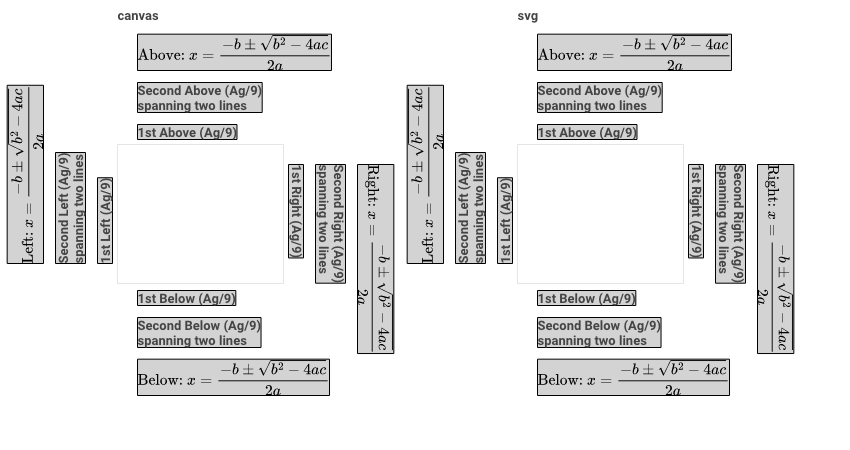 canvas
Above: x = \frac{-b \pm \sqrt{b^2 - 4ac}}{2a}
Second Above (Ag/9)
spanning two lines
1st Above (Ag/9)
Left: x = \frac{-b \pm \sqrt{b^2 - 4ac}}{2a}
Second Left (Ag/9)
spanning two lines
1st Left (Ag/9)
1st Right (Ag/9)
Second Right (Ag/9)
spanning two lines
Right: x = \frac{-b \pm \sqrt{b^2 - 4ac}}{2a}
1st Below (Ag/9)
Second Below (Ag/9)
spanning two lines
Below: x = \frac{-b \pm \sqrt{b^2 - 4ac}}{2a}
svg
Above: x = \frac{-b \pm \sqrt{b^2 - 4ac}}{2a}
Second Above (Ag/9)
spanning two lines
1st Above (Ag/9)
Left: x = \frac{-b \pm \sqrt{b^2 - 4ac}}{2a}
Second Left (Ag/9)
spanning two lines
1st Left (Ag/9)
1st Right (Ag/9)
Second Right (Ag/9)
spanning two lines
Right: x = \frac{-b \pm \sqrt{b^2 - 4ac}}{2a}
1st Below (Ag/9)
Second Below (Ag/9)
spanning two lines
Below: x = \frac{-b \pm \sqrt{b^2 - 4ac}}{2a}